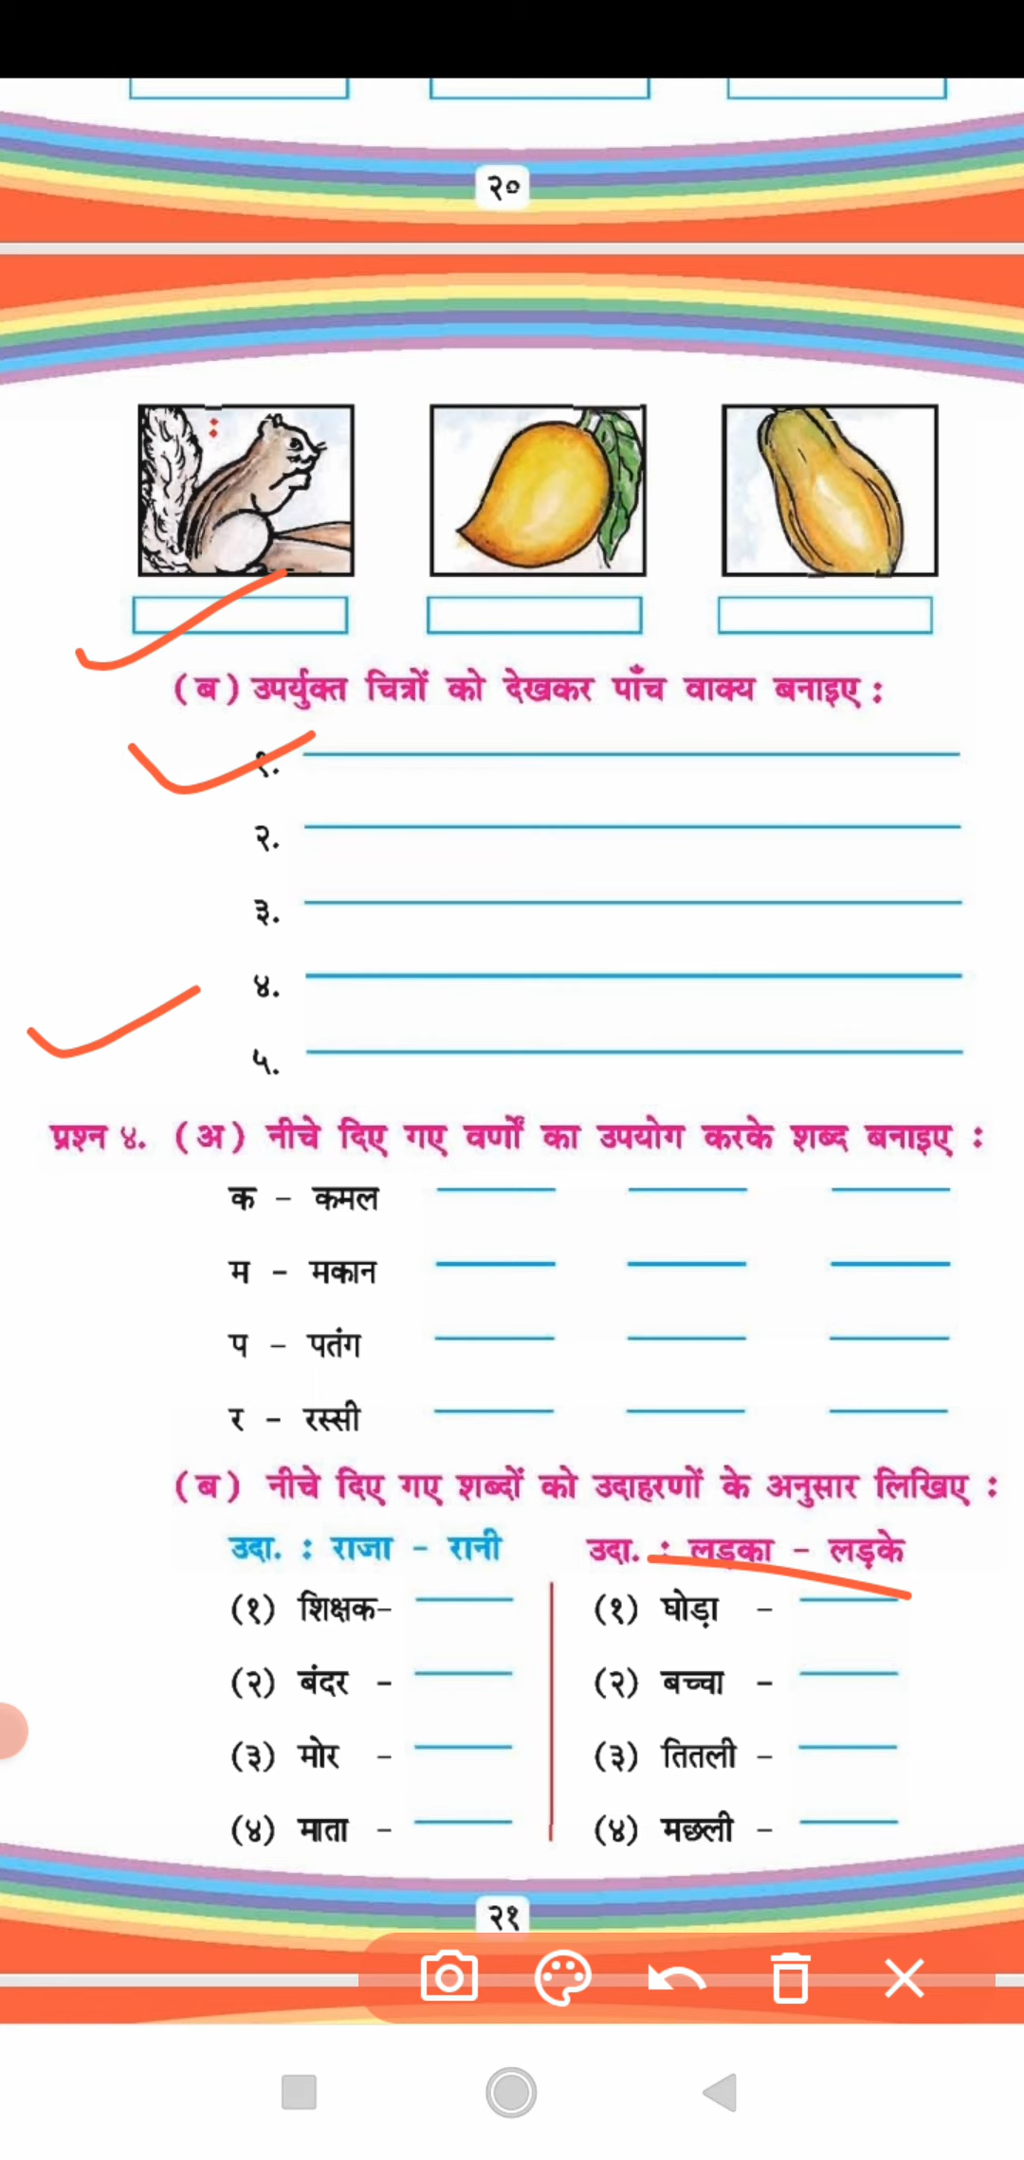 २०
(ब) उपर्युक्त चित्रों को देखकर पाँच वाक्य बनाइए :
१.
२.
३.
४.
५.
प्रश्न ४. (अ) नीचे दिए गए वर्णों का उपयोग करके शब्द बनाइए :
क - कमल
म - मकान
प - पतंग
र - रस्सी
(ब) नीचे दिए गए शब्दों को उदाहरणों के अनुसार लिखिए :
उदा. : राजा - रानी उदा. : लड़का - लड़के
(१) शिक्षक- (१) घोड़ा -
(२) बंदर - (२) बच्चा -
(३) मोर - (३) तितली -
(४) माता - (४) मछली -
२१